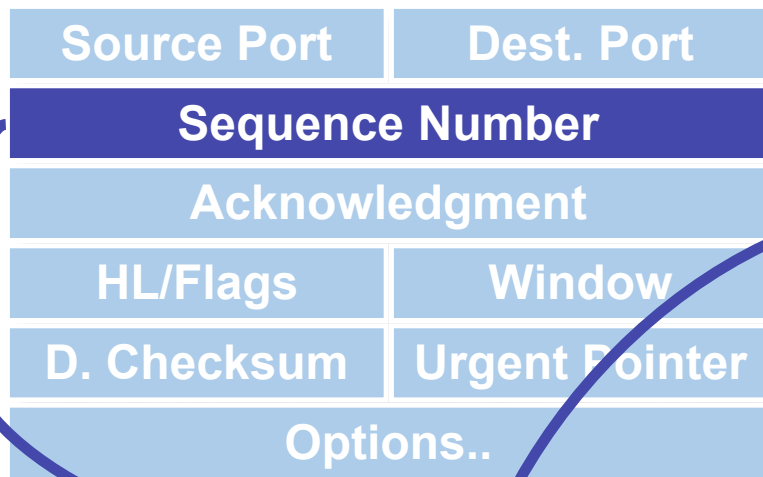 Source Port Dest. Port
Sequence Number
Acknowledgment
HL/Flags Window
D. Checksum Urgent Pointer
Options..